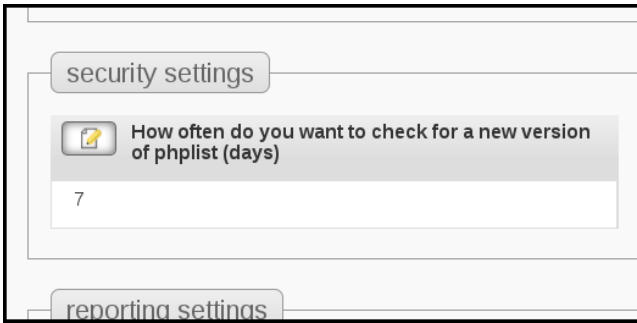 security settings
How often do you want to check for a new version
of phplist (days)
7
reporting settings